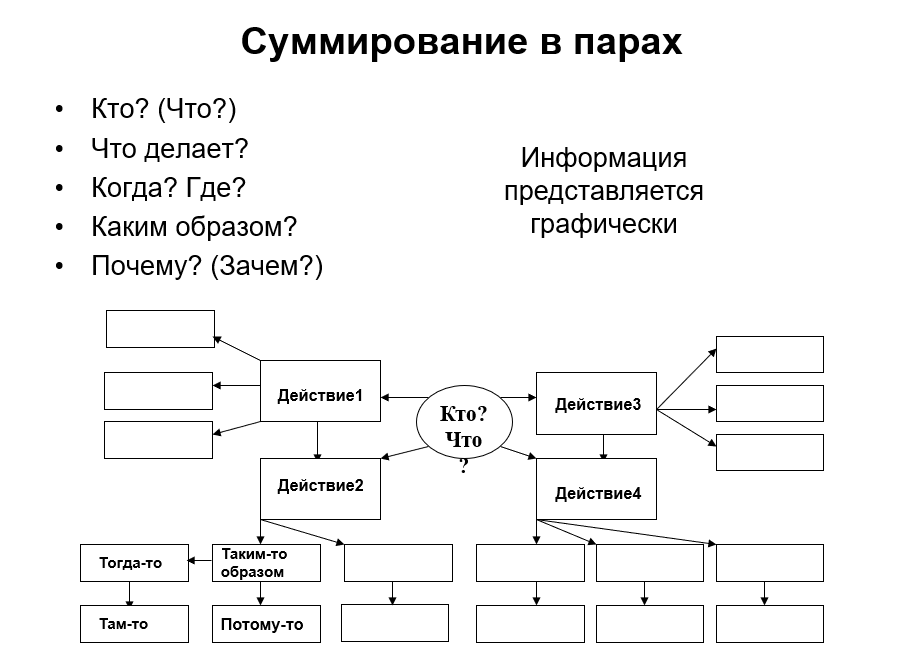 Суммирование в парах
• Кто? (Что?)
• Что делает?
• Когда? Где?
• Каким образом?
• Почему? (Зачем?)
Информация
представляется
графически
Действие1
Кто?
Что
?
Действие3
Действие2
Действие4
Тогда-то
Таким-то
образом
Там-то
Потому-то